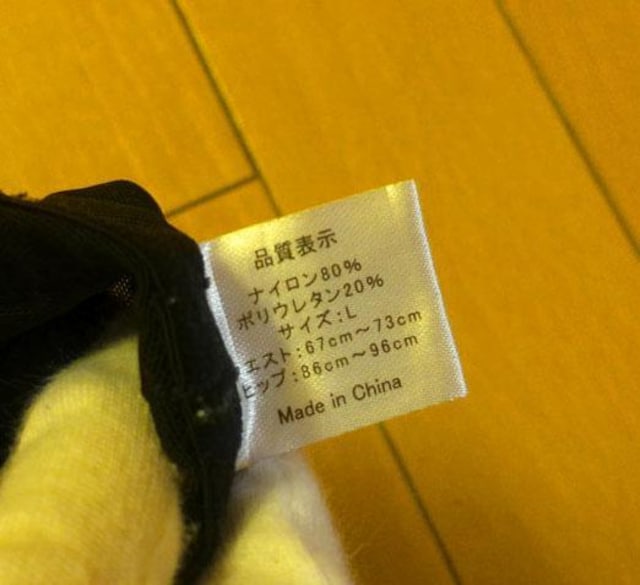 品質表示
ナイロン80%
ポリウレタン20%
サイズ:L
エスト:67cm~73cm
ヒップ:86cm~96cm
Made in China